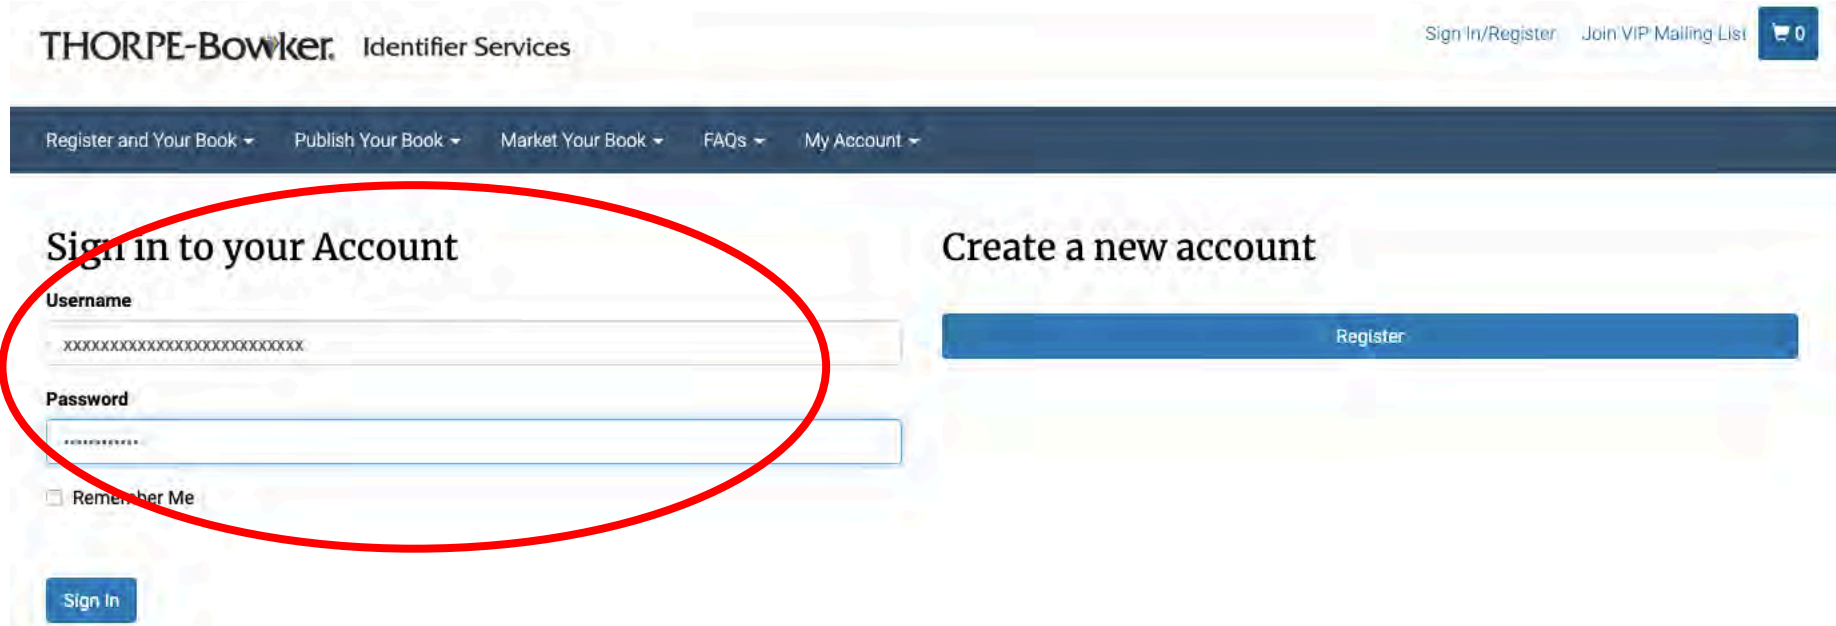 THORPE-Bowker. Identifier Services
Sign In/Register Join VIP Mailing List 0
Register and Your Book Publish Your Book Market Your Book FAQs My Account
Sign in to your Account
Username
xxxxxxxxxxxxxxxxxxxxxxxxxx
Password
Remember Me
Sign In
Create a new account
Register